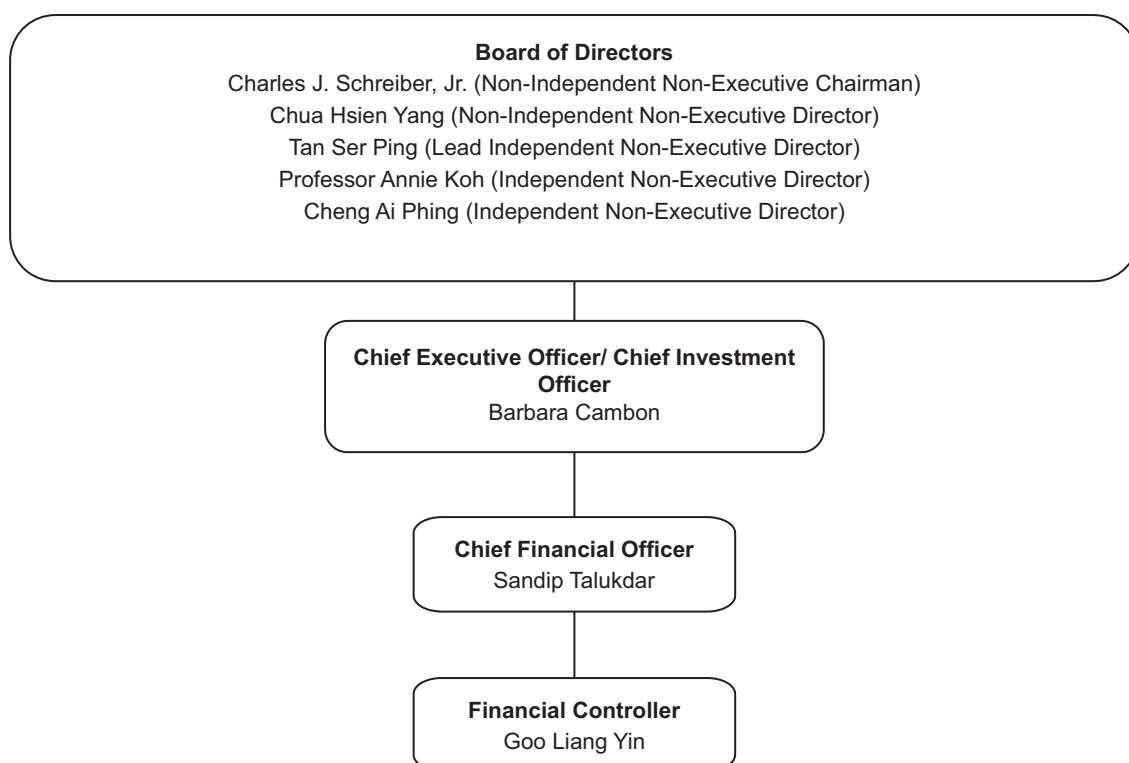 Board of Directors
Charles J. Schreiber, Jr. (Non-Independent Non-Executive Chairman)
Chua Hsien Yang (Non-Independent Non-Executive Director)
Tan Ser Ping (Lead Independent Non-Executive Director)
Professor Annie Koh (Independent Non-Executive Director)
Cheng Ai Phing (Independent Non-Executive Director)
Chief Executive Officer/ Chief Investment
Officer
Barbara Cambon
Chief Financial Officer
Sandip Talukdar
Financial Controller
Goo Liang Yin